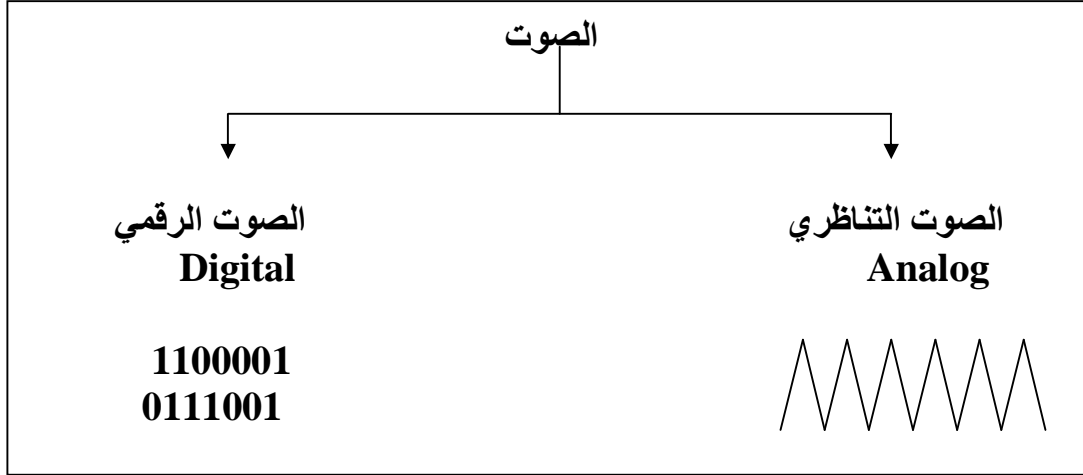 الصوت
الصوت التناظري
Analog
الصوت الرقمي
Digital
1100001
0111001